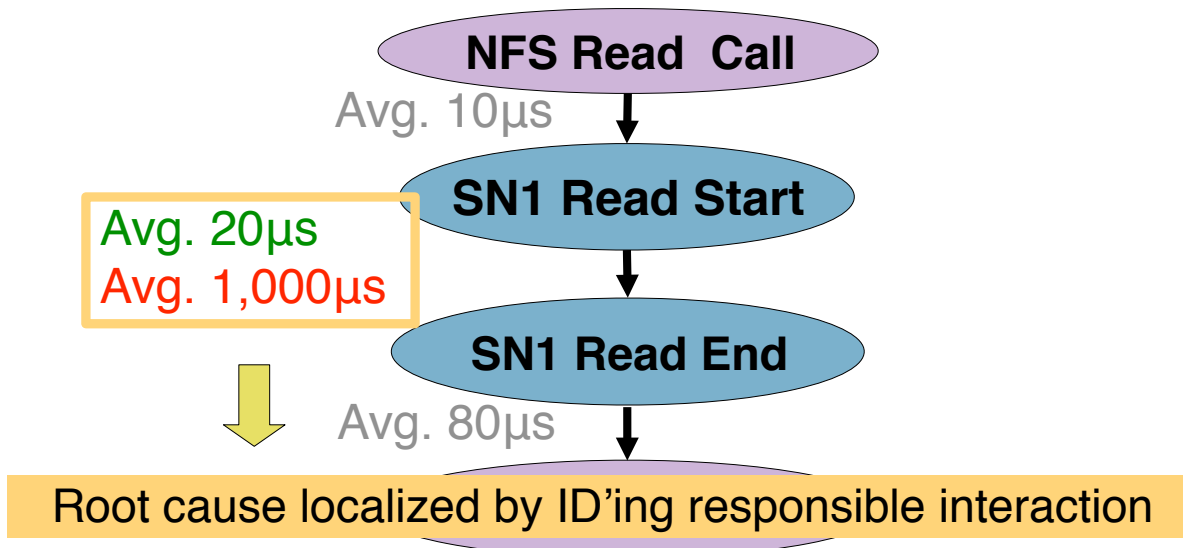 NFS Read Call
Avg. 10µs
SN1 Read Start
Avg. 20µs
Avg. 1,000µs
SN1 Read End
Avg. 80µs
Root cause localized by ID'ing responsible interaction